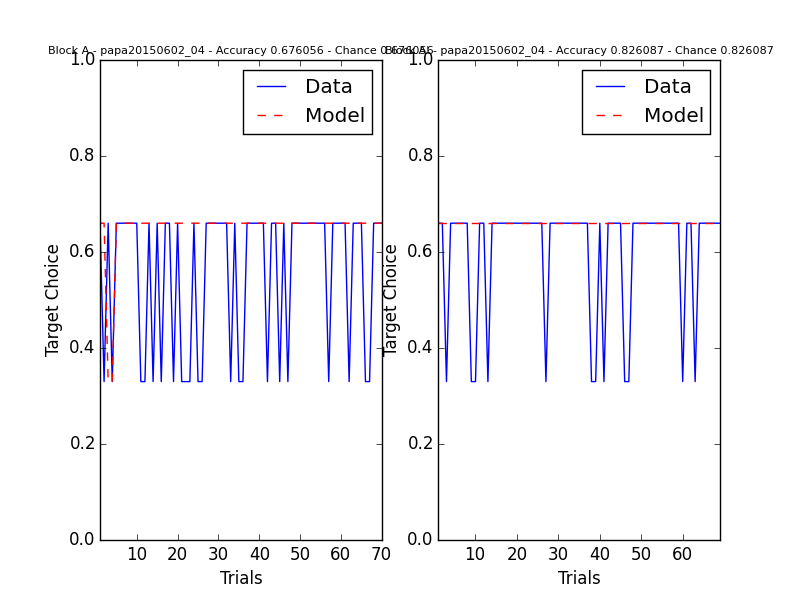 Block A - papa20150602_04 - Accuracy 0.676056 - Chance 0.676056
Block A - papa20150602_04 - Accuracy 0.826087 - Chance 0.826087
Data
Model
Data
Model
1.0
0.8
0.6
0.4
0.2
0.0
Target Choice
10 20 30 40 50 60 70
Trials
1.0
0.8
0.6
0.4
0.2
0.0
Target Choice
10 20 30 40 50 60
Trials